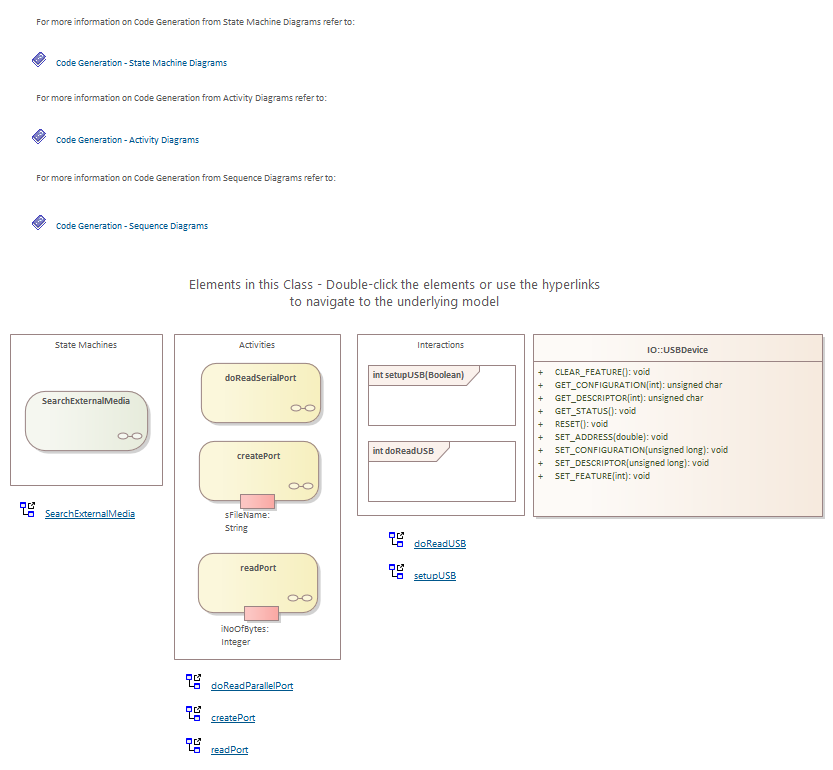 For more information on Code Generation from State Machine Diagrams refer to:
Code Generation - State Machine Diagrams
For more information on Code Generation from Activity Diagrams refer to:
Code Generation - Activity Diagrams
For more information on Code Generation from Sequence Diagrams refer to:
Code Generation - Sequence Diagrams
Elements in this Class - Double-click the elements or use the hyperlinks
to navigate to the underlying model
State Machines
SearchExternalMedia
SearchExternalMedia
Activities
doReadSerialPort
createPort
sFileName:
String
readPort
iNoOfBytes:
Integer
doReadParallelPort
createPort
readPort
Interactions
int setupUSB(Boolean)
int doReadUSB
doReadUSB
setupUSB
IO::USBDevice
+ CLEAR_FEATURE(): void
+ GET_CONFIGURATION(int): unsigned char
+ GET_DESCRIPTOR(int): unsigned char
+ GET_STATUS(): void
+ RESET(): void
+ SET_ADDRESS(double): void
+ SET_CONFIGURATION(unsigned long): void
+ SET_DESCRIPTOR(unsigned long): void
+ SET_FEATURE(int): void